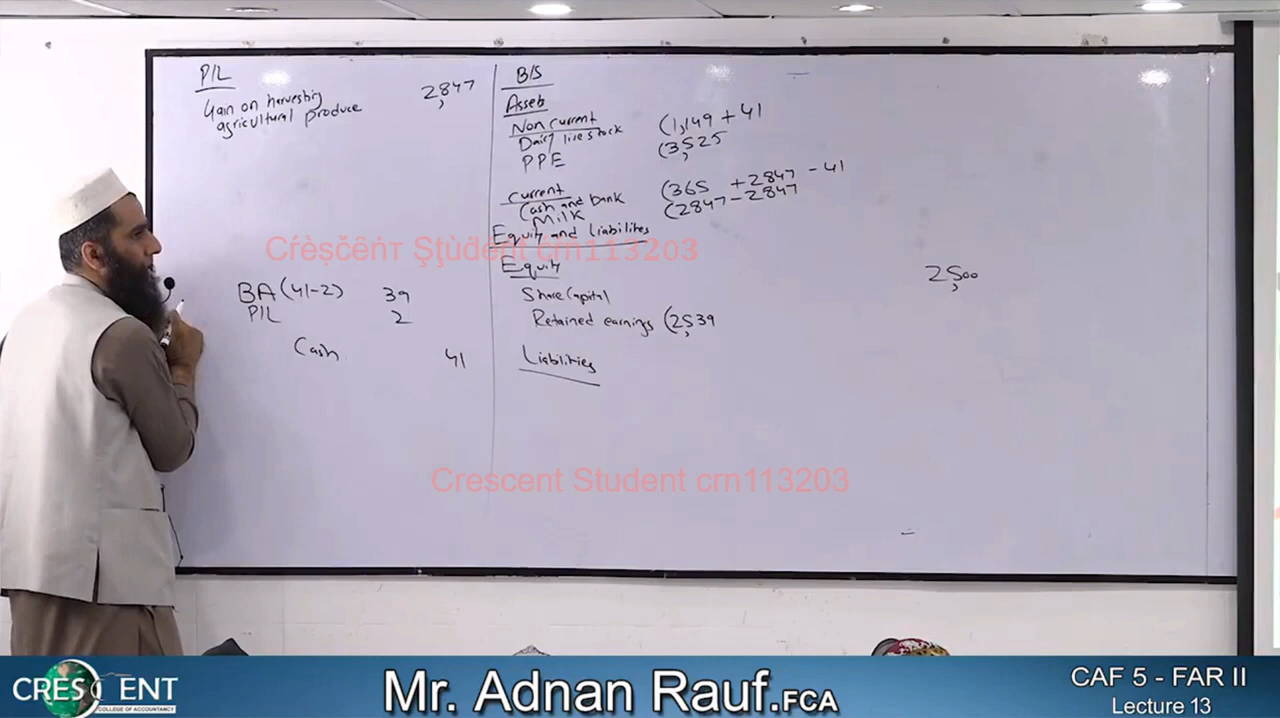 P/L
Gain on harvesting
agricultural produce 2,847
BA (41-2) 39
P/L 2
Cash 41
B/S
Assets
Non current
Dairy livestock (1,149 + 41
PPE (3,525
Current
Cash and bank (365 + 2847 - 41
Milk (2847 - 2847
Equity and Liabilities
Equity
Share Capital 2,500
Retained earnings (2,539
Liabilities
Crèșčêṅт Şţùḋent crn113203
Crescent Student crn113203
CRESCENT
COLLEGE OF ACCOUNTANCY
Mr. Adnan Rauf.FCA
CAF 5 - FAR II
Lecture 13